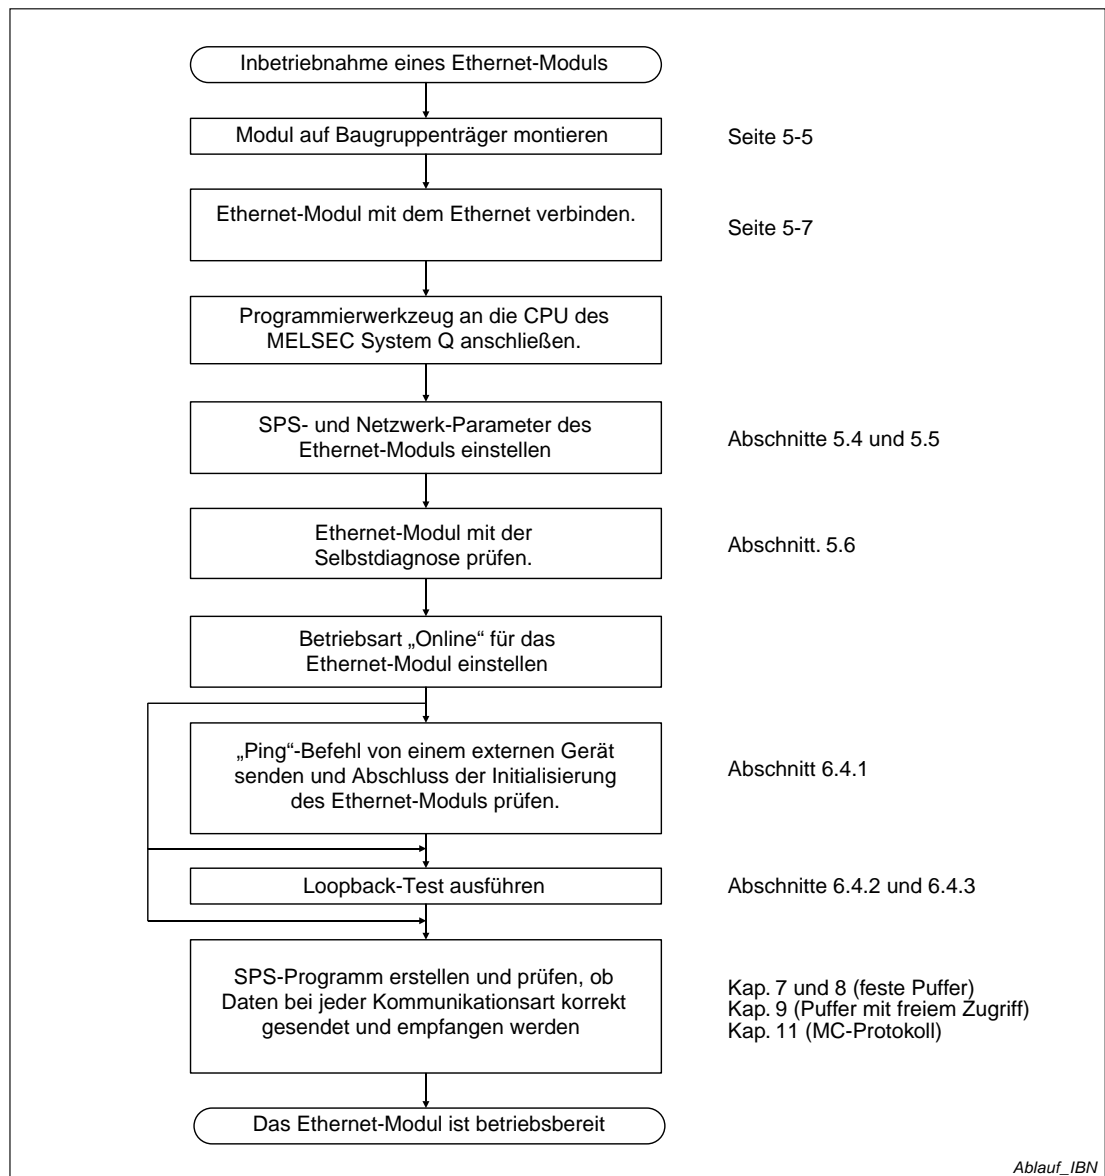 Inbetriebnahme eines Ethernet-Moduls
Modul auf Baugruppenträger montieren
Seite 5-5
Ethernet-Modul mit dem Ethernet verbinden.
Seite 5-7
Programmierwerkzeug an die CPU des
MELSEC System Q anschließen.
SPS- und Netzwerk-Parameter des
Ethernet-Moduls einstellen
Abschnitte 5.4 und 5.5
Ethernet-Modul mit der
Selbstdiagnose prüfen.
Abschnitt. 5.6
Betriebsart „Online“ für das
Ethernet-Modul einstellen
„Ping“-Befehl von einem externen Gerät
senden und Abschluss der Initialisierung
des Ethernet-Moduls prüfen.
Abschnitt 6.4.1
Loopback-Test ausführen
Abschnitte 6.4.2 und 6.4.3
SPS-Programm erstellen und prüfen, ob
Daten bei jeder Kommunikationsart korrekt
gesendet und empfangen werden
Kap. 7 und 8 (feste Puffer)
Kap. 9 (Puffer mit freiem Zugriff)
Kap. 11 (MC-Protokoll)
Das Ethernet-Modul ist betriebsbereit
Ablauf_IBN